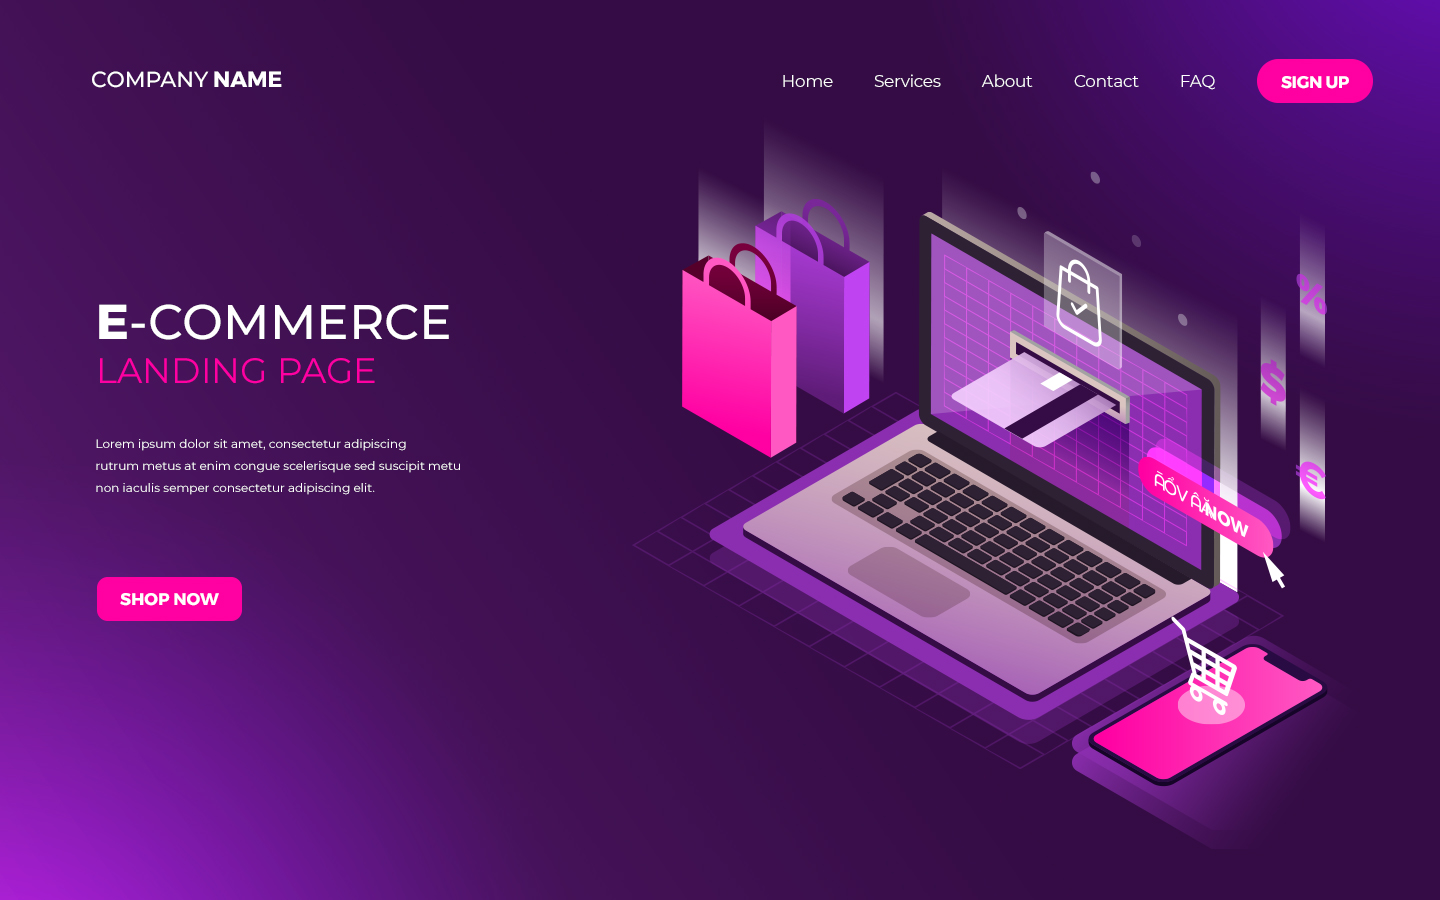 COMPANY NAME
Home Services About Contact FAQ SIGN UP
E-COMMERCE
LANDING PAGE
Lorem ipsum dolor sit amet, consectetur adipiscing
rutrum metus at enim congue scelerisque sed suscipit metu
non iaculis semper consectetur adipiscing elit.
SHOP NOW
%
$
€
NOW